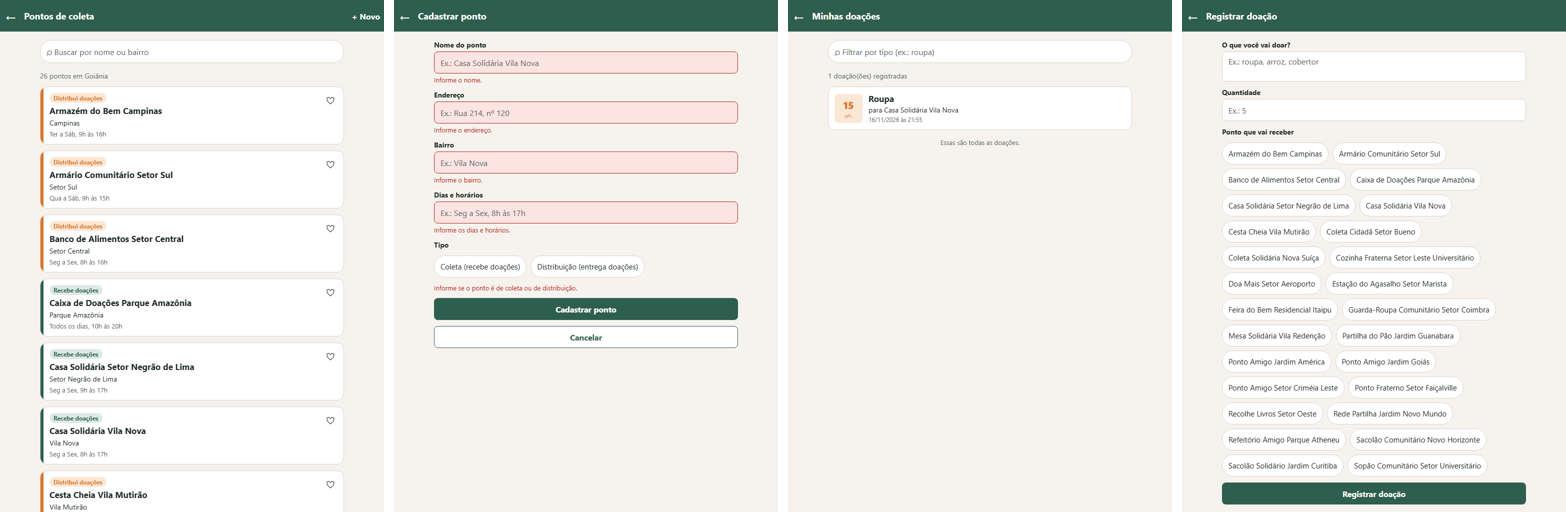 ← Pontos de coleta + Novo
Buscar por nome ou bairro
26 pontos em Goiânia
Distribui doações
Armazém do Bem Campinas
Campinas
Ter a Sáb, 9h às 16h
Distribui doações
Armário Comunitário Setor Sul
Setor Sul
Qua a Sáb, 9h às 15h
Distribui doações
Banco de Alimentos Setor Central
Setor Central
Seg a Sex, 8h às 16h
Recebe doações
Caixa de Doações Parque Amazônia
Parque Amazônia
Todos os dias, 10h às 20h
Recebe doações
Casa Solidária Setor Negrão de Lima
Setor Negrão de Lima
Seg a Sex, 9h às 17h
Recebe doações
Casa Solidária Vila Nova
Vila Nova
Seg a Sex, 8h às 17h
Distribui doações
Cesta Cheia Vila Mutirão
Vila Mutirão
← Cadastrar ponto
Nome do ponto
Ex.: Casa Solidária Vila Nova
Informe o nome.
Endereço
Ex.: Rua 214, nº 120
Informe o endereço.
Bairro
Ex.: Vila Nova
Informe o bairro.
Dias e horários
Ex.: Seg a Sex, 8h às 17h
Informe os dias e horários.
Tipo
Coleta (recebe doações) Distribuição (entrega doações)
Informe se o ponto é de coleta ou de distribuição.
Cadastrar ponto
Cancelar
← Minhas doações
Filtrar por tipo (ex.: roupa)
1 doação(ões) registradas
15
Roupa
para Casa Solidária Vila Nova
16/11/2026 às 21:55
Essas são todas as doações.
← Registrar doação
O que você vai doar?
Ex.: roupa, arroz, cobertor
Quantidade
Ex.: 5
Ponto que vai receber
Armazém do Bem Campinas Armário Comunitário Setor Sul
Banco de Alimentos Setor Central Caixa de Doações Parque Amazônia
Casa Solidária Setor Negrão de Lima Casa Solidária Vila Nova
Cesta Cheia Vila Mutirão Coleta Cidadã Setor Bueno
Coleta Solidária Nova Suíça Cozinha Fraterna Setor Leste Universitário
Doa Mais Setor Aeroporto Estação do Agasalho Setor Marista
Feira do Bem Residencial Itaipu Guarda-Roupa Comunitário Setor Coimbra
Mesa Solidária Vila Redenção Partilha do Pão Jardim Guanabara
Ponto Amigo Jardim América Ponto Amigo Jardim Goiás
Ponto Amigo Setor Criméia Leste Ponto Fraterno Setor Faiçalville
Recolhe Livros Setor Oeste Rede Partilha Jardim Novo Mundo
Refeitório Amigo Parque Atheneu Sacolão Comunitário Novo Horizonte
Sacolão Solidário Jardim Curitiba Sopão Comunitário Setor Universitário
Registrar doação